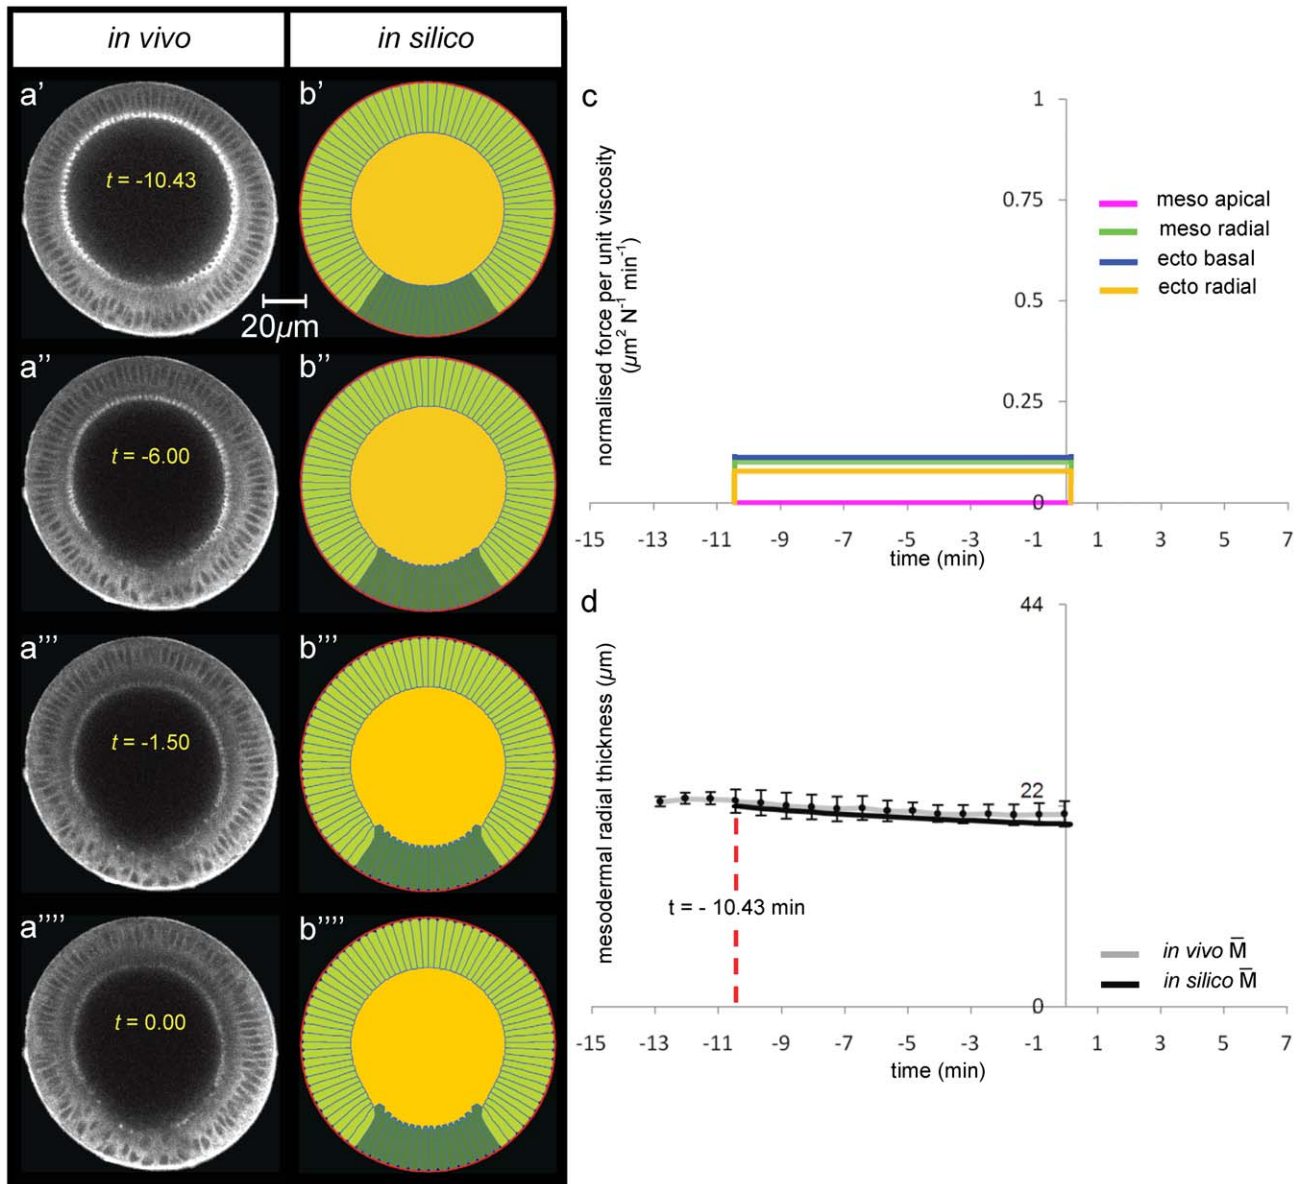 in vivo
in silico
a'
t = -10.43
b'
20µm
a''
t = -6.00
b''
a'''
t = -1.50
b'''
a''''
t = 0.00
b''''
c
normalised force per unit viscosity
(µm² N⁻¹ min⁻¹)
1
0.75
0.5
0.25
0
meso apical
meso radial
ecto basal
ecto radial
-15 -13 -11 -9 -7 -5 -3 -1 1 3 5 7
time (min)
d
mesodermal radial thickness (µm)
44
22
0
t = - 10.43 min
in vivo M̅
in silico M̅
-15 -13 -11 -9 -7 -5 -3 -1 1 3 5 7
time (min)